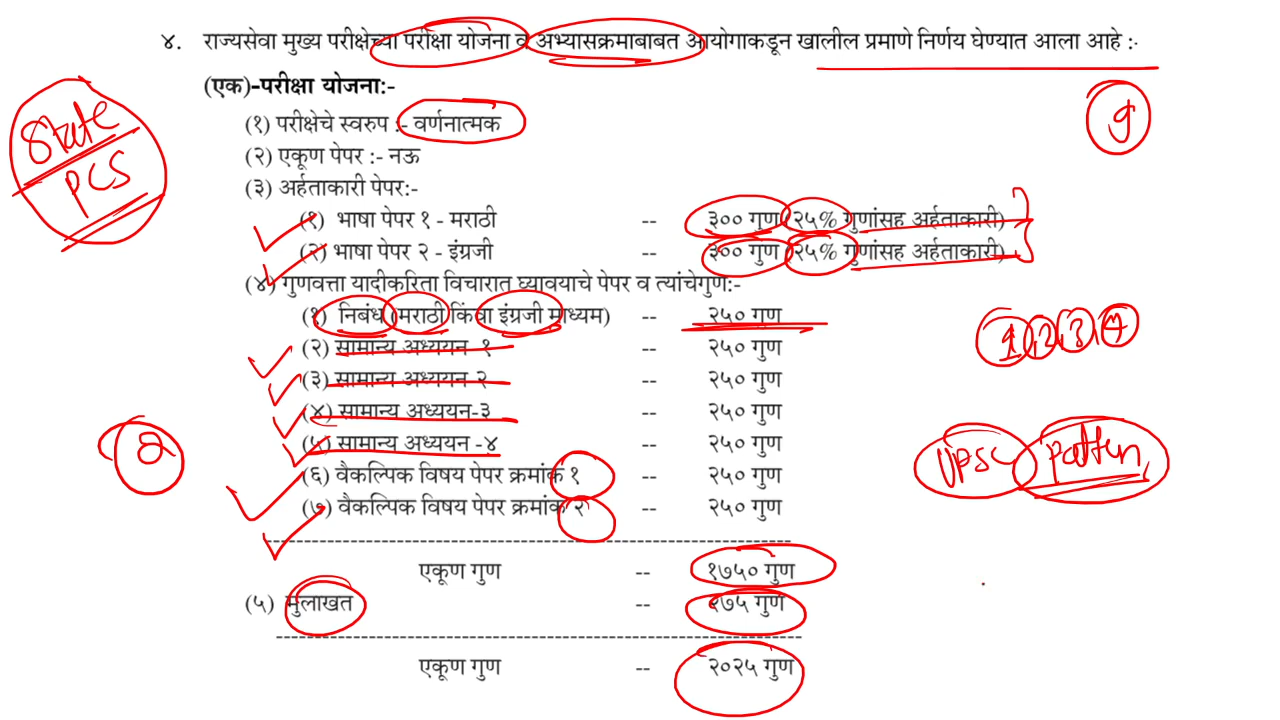 ४. राज्यसेवा मुख्य परीक्षेच्या परीक्षा योजना व अभ्यासक्रमाबाबत आयोगाकडून खालील प्रमाणे निर्णय घेण्यात आला आहे :-
(एक)-परीक्षा योजना:-
State
PCS
9
(१) परीक्षेचे स्वरुप :- वर्णनात्मक
(२) एकूण पेपर :- नऊ
(३) अर्हताकारी पेपर:-
(१) भाषा पेपर १ - मराठी -- ३०० गुण (२५% गुणांसह अर्हताकारी)
(२) भाषा पेपर २ - इंग्रजी -- ३०० गुण (२५% गुणांसह अर्हताकारी)
(४) गुणवत्ता यादीकरिता विचारात घ्यावयाचे पेपर व त्यांचेगुण:-
(१) निबंध (मराठी किंवा इंग्रजी माध्यम) -- २५० गुण
1 2 3 4
(२) सामान्य अध्ययन -१ -- २५० गुण
(३) सामान्य अध्ययन -२ -- २५० गुण
(४) सामान्य अध्ययन-३ -- २५० गुण
(५) सामान्य अध्ययन -४ -- २५० गुण
UPSC Pattern
(६) वैकल्पिक विषय पेपर क्रमांक १ -- २५० गुण
(७) वैकल्पिक विषय पेपर क्रमांक २ -- २५० गुण
एकूण गुण -- १७५० गुण
(५) मुलाखत -- २७५ गुण
एकूण गुण -- २०२५ गुण